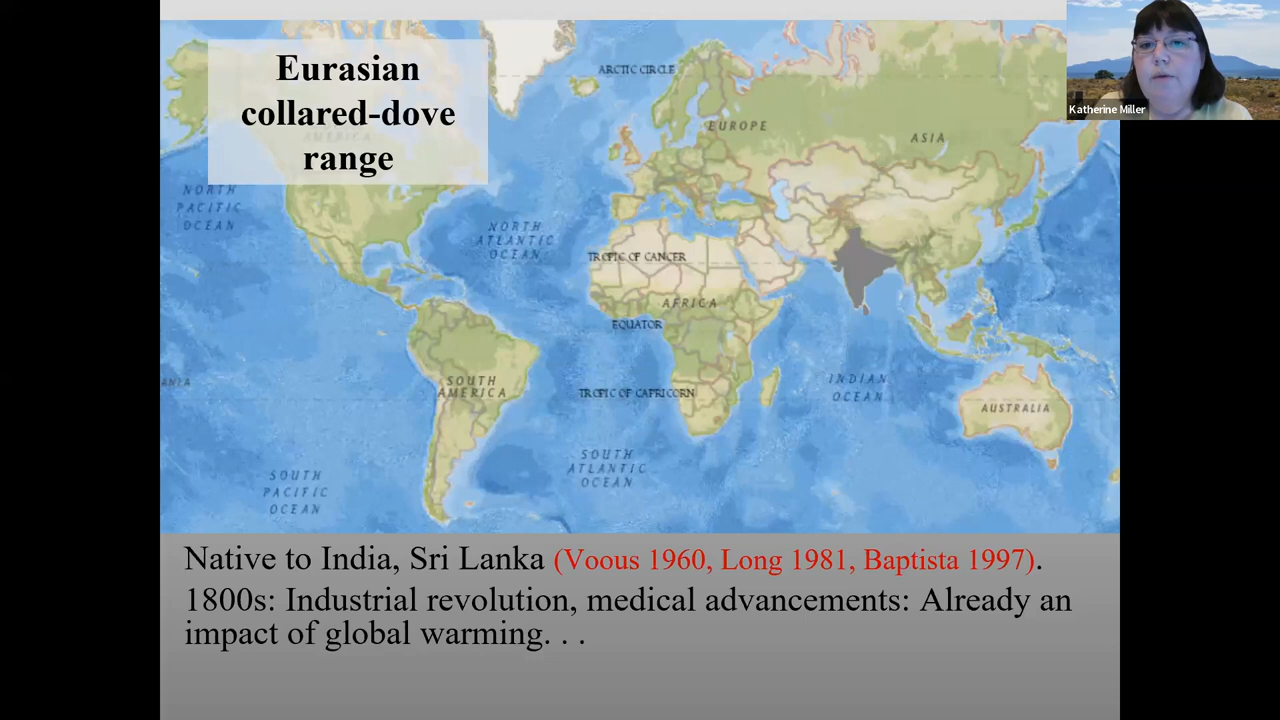 Eurasian
collared-dove
range
ARCTIC CIRCLE
EUROPE
ASIA
AMERICA
NORTH
PACIFIC
OCEAN
NORTH
ATLANTIC
OCEAN
TROPIC OF CANCER
AFRICA
EQUATOR
SOUTH
AMERICA
TROPIC OF CAPRICORN
INDIAN
OCEAN
AUSTRALIA
SOUTH
ATLANTIC
OCEAN
SOUTH
PACIFIC
OCEAN
Katherine Miller
Native to India, Sri Lanka (Voous 1960, Long 1981, Baptista 1997).
1800s: Industrial revolution, medical advancements: Already an
impact of global warming. . .